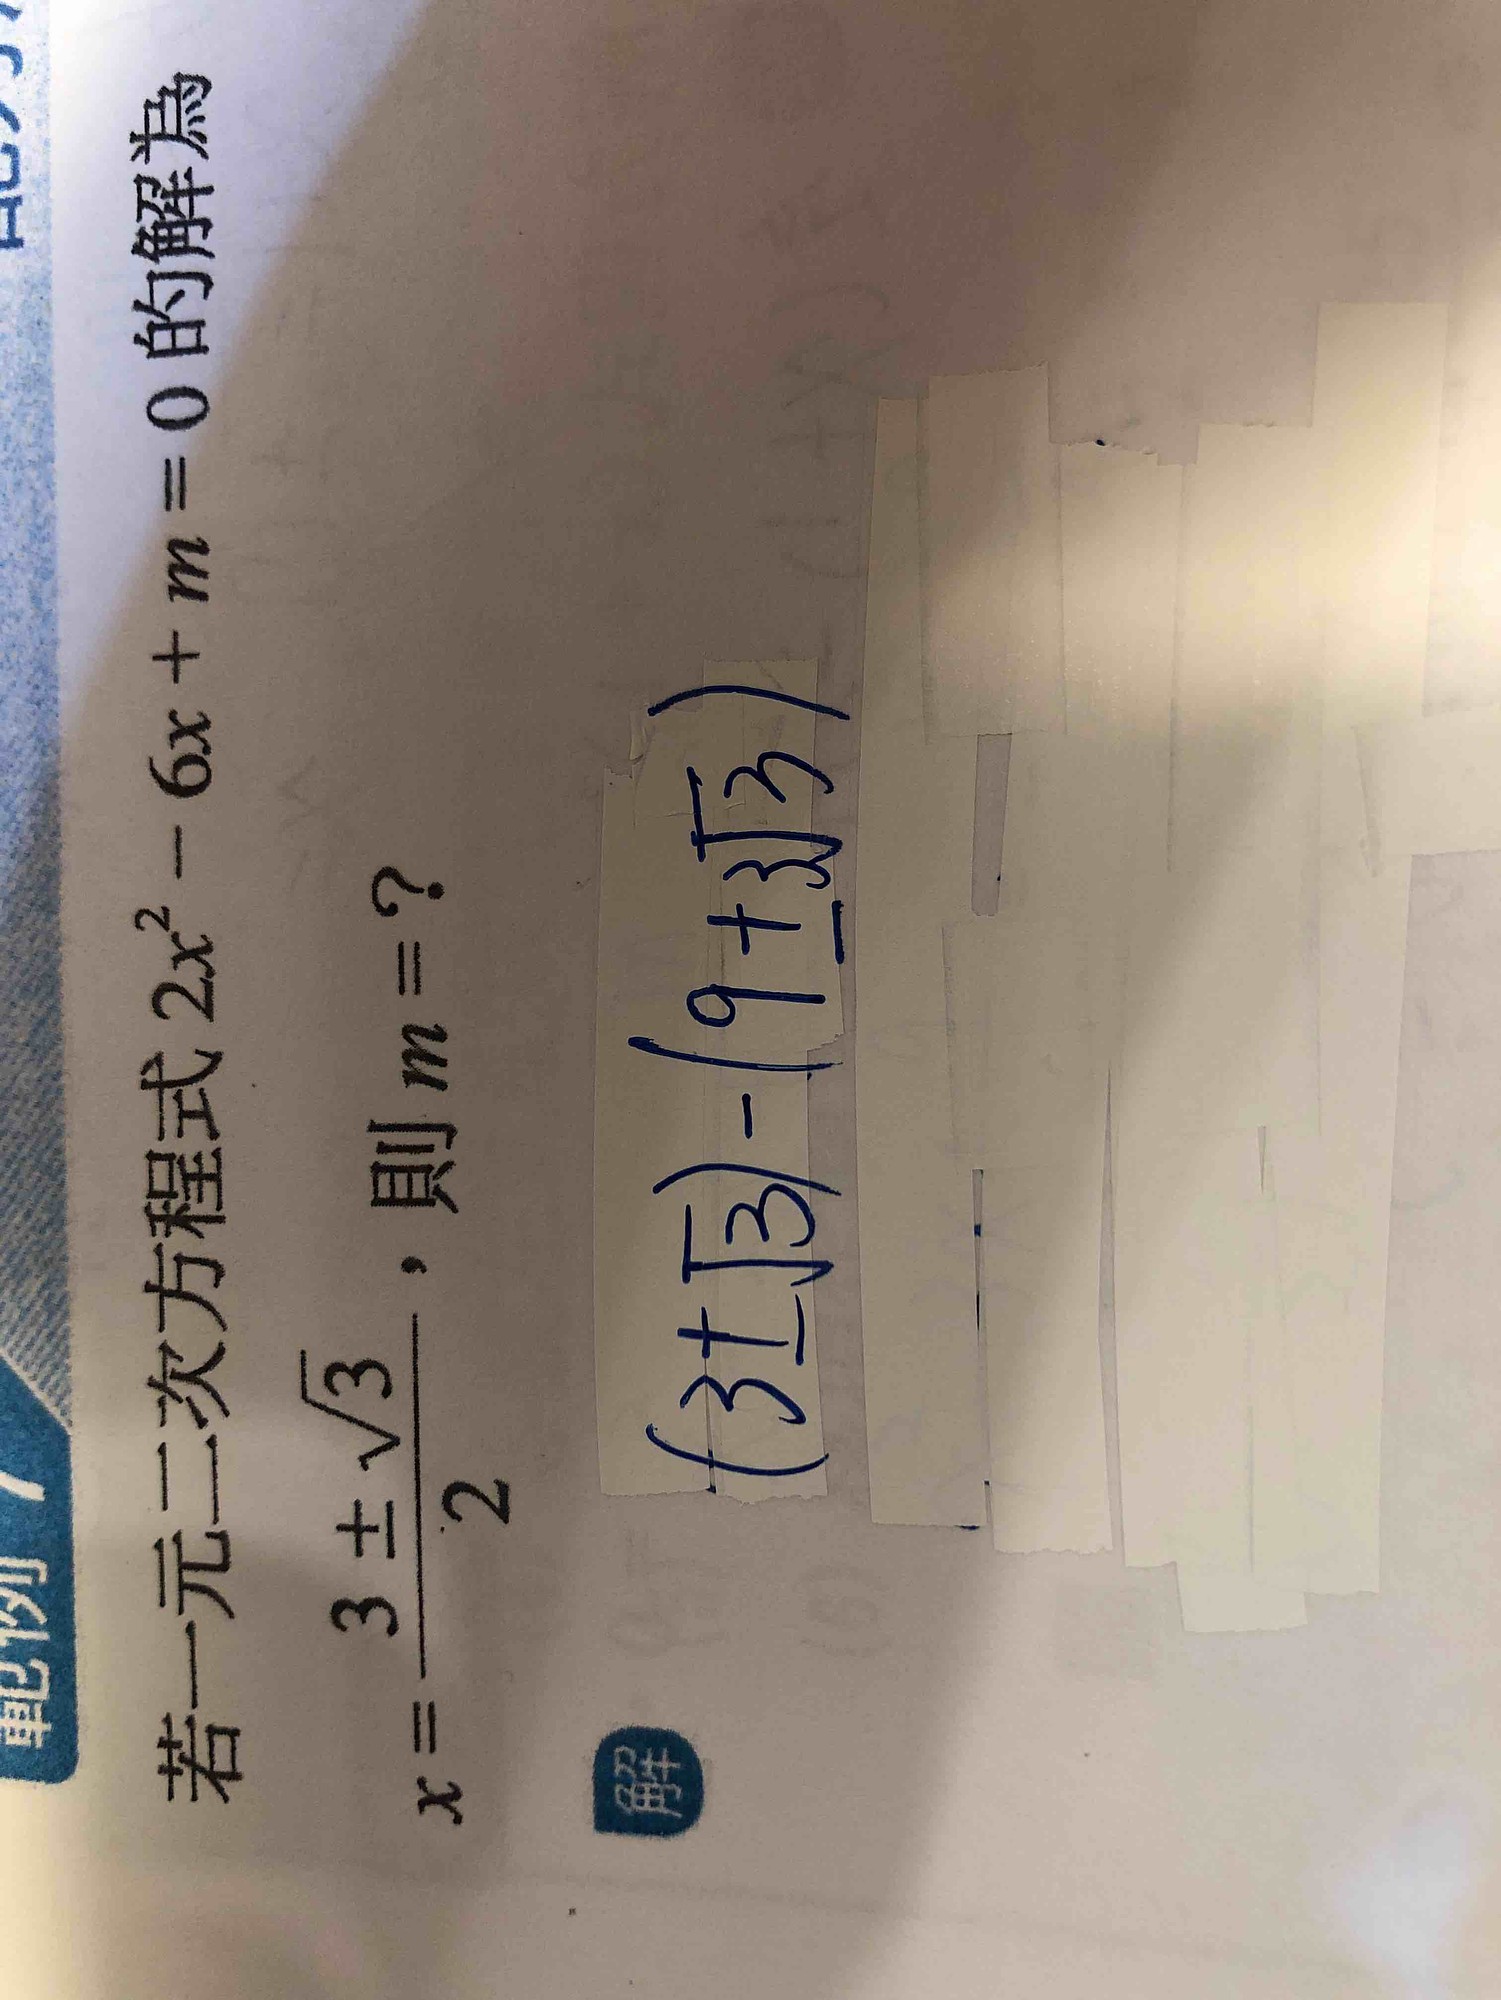 範例 7
若一元二次方程式 2x² − 6x + m = 0 的解為
x = (3 ± √3)/2 , 則 m = ?
解
(3±√3)-(9±3√3)